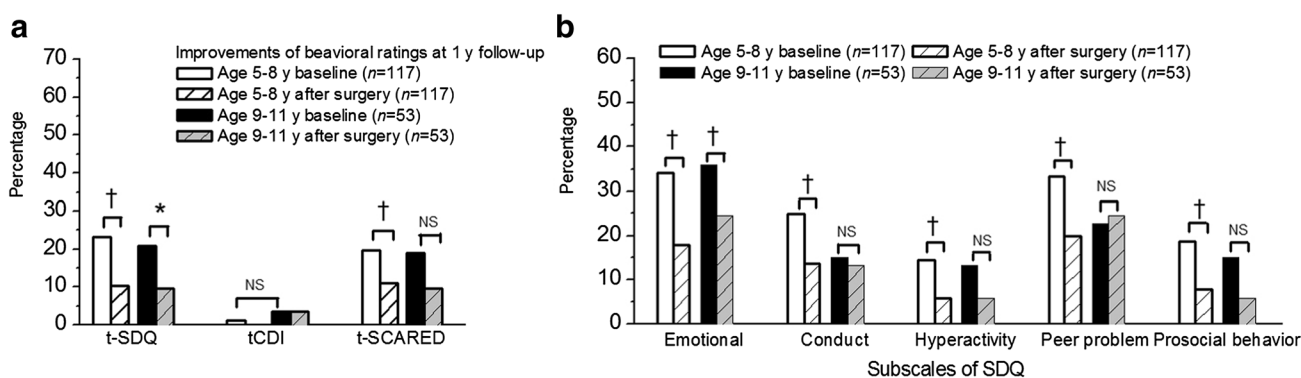 a
Improvements of beavioral ratings at 1 y follow-up
Age 5-8 y baseline (n=117)
Age 5-8 y after surgery (n=117)
Age 9-11 y baseline (n=53)
Age 9-11 y after surgery (n=53)
Percentage
70
60
50
40
30
20
10
0
†
*
NS
†
NS
t-SDQ
tCDI
t-SCARED
b
Age 5-8 y baseline (n=117)
Age 5-8 y after surgery (n=117)
Age 9-11 y baseline (n=53)
Age 9-11 y after surgery (n=53)
Percentage
60
50
40
30
20
10
0
†
†
†
NS
†
NS
†
NS
†
NS
Emotional
Conduct
Hyperactivity
Peer problem
Prosocial behavior
Subscales of SDQ